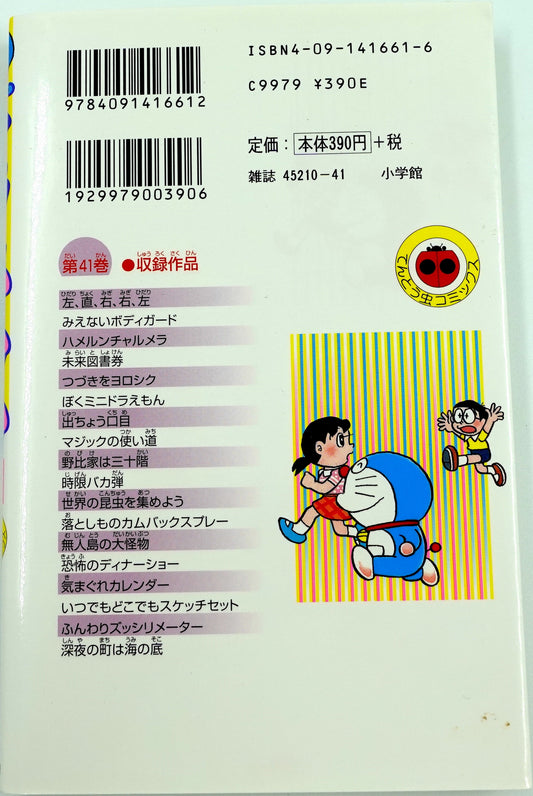 ISBN4-09-141661-6
9784091416612
C9979 ¥390E
定価：本体390円+税
1929979003906
雑誌 45210-41 小学館
第41巻 ●収録作品
てんとう虫コミックス
左、直、右、右、左
みえないボディガード
ハメルンチャルメラ
未来図書券
つづきをヨロシク
ぼくミニドラえもん
出ちょう口目
マジックの使い道
野比家は三十階
時限バカ弾
世界の昆虫を集めよう
落としものカムバックスプレー
無人島の大怪物
恐怖のディナーショー
気まぐれカレンダー
いつでもどこでもスケッチセット
ふんわりズッシリメーター
深夜の町は海の底